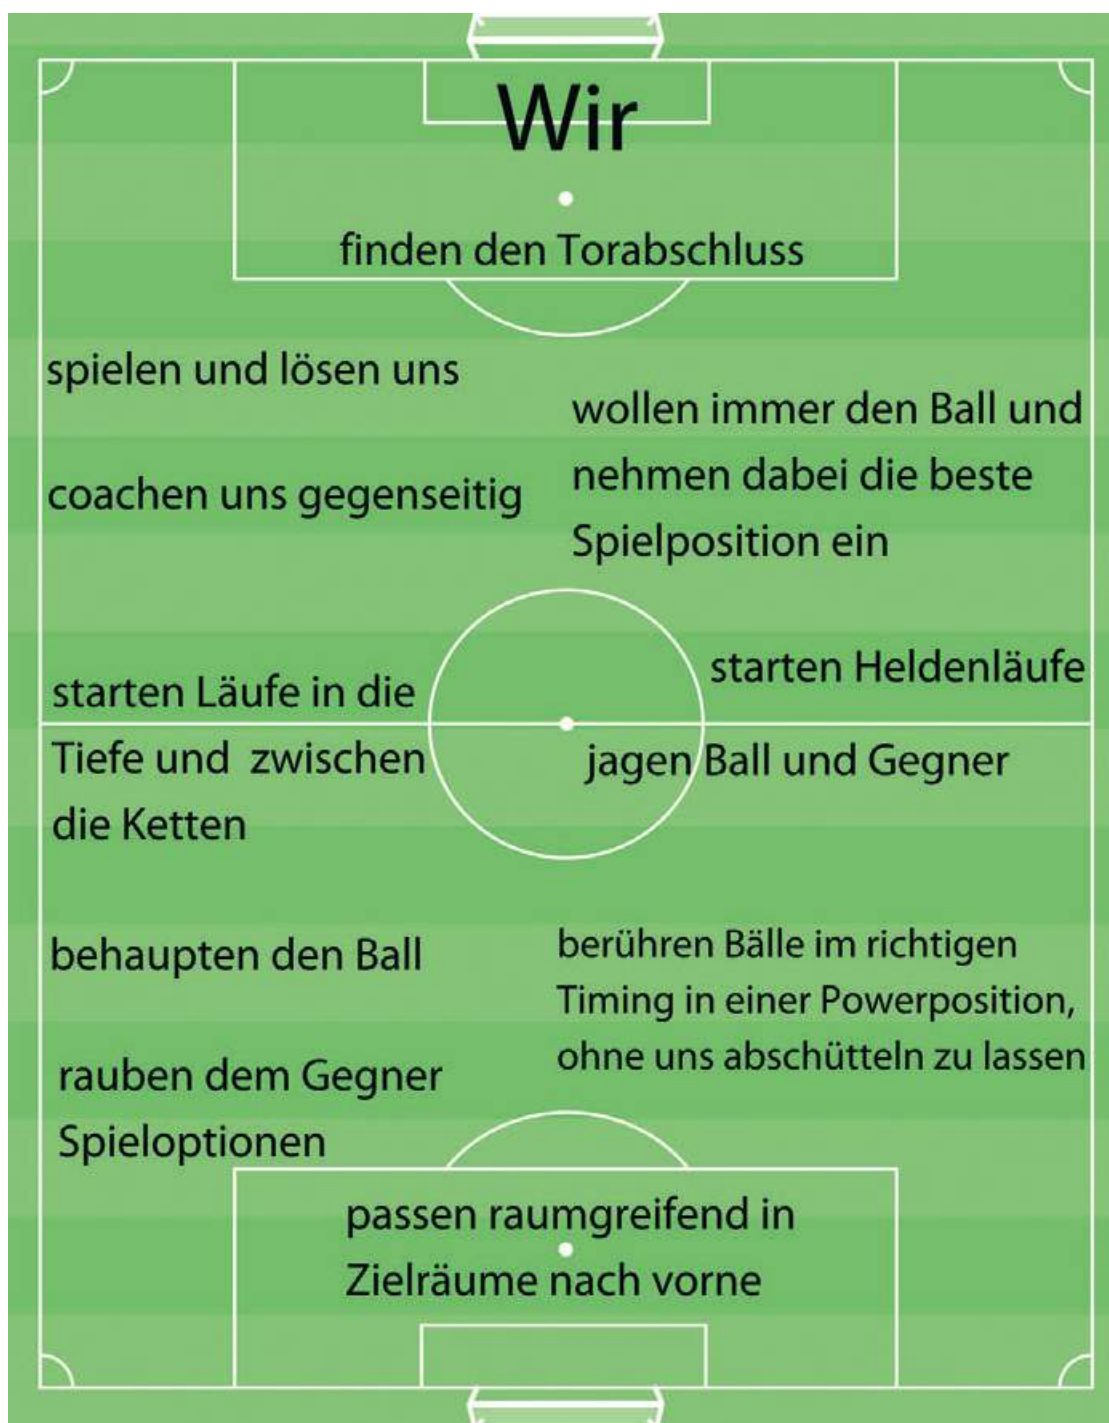 Wir
finden den Torabschluss
spielen und lösen uns
coachen uns gegenseitig
wollen immer den Ball und
nehmen dabei die beste
Spielposition ein
starten Läufe in die
Tiefe und zwischen
die Ketten
starten Heldenläufe
jagen Ball und Gegner
behaupten den Ball
rauben dem Gegner
Spieloptionen
berühren Bälle im richtigen
Timing in einer Powerposition,
ohne uns abschütteln zu lassen
passen raumgreifend in
Zielräume nach vorne